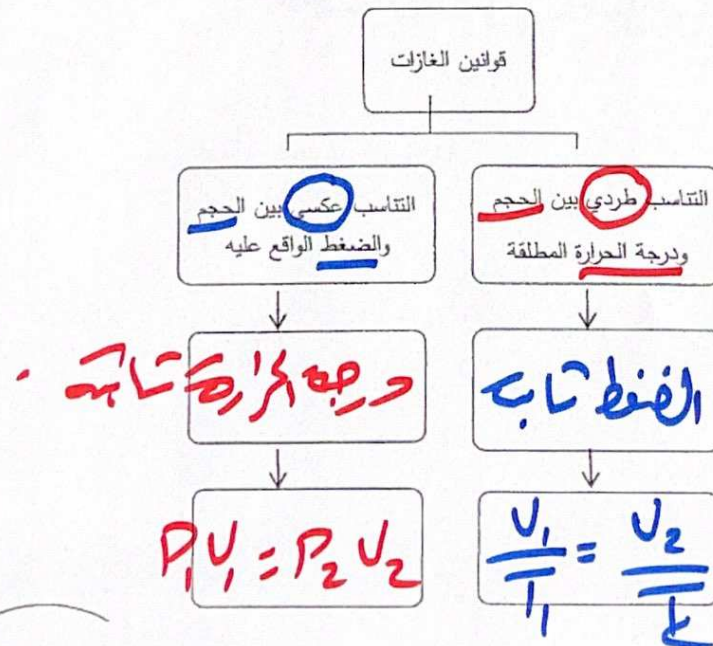 قوانين الغازات
التناسب طردي بين الحجم
ودرجة الحرارة المطلقة
التناسب عكسي بين الحجم
والضغط الواقع عليه
الضغط ثابت
درجة الحرارة ثابتة
V₁/T₁ = V₂/T₂
P₁V₁ = P₂V₂